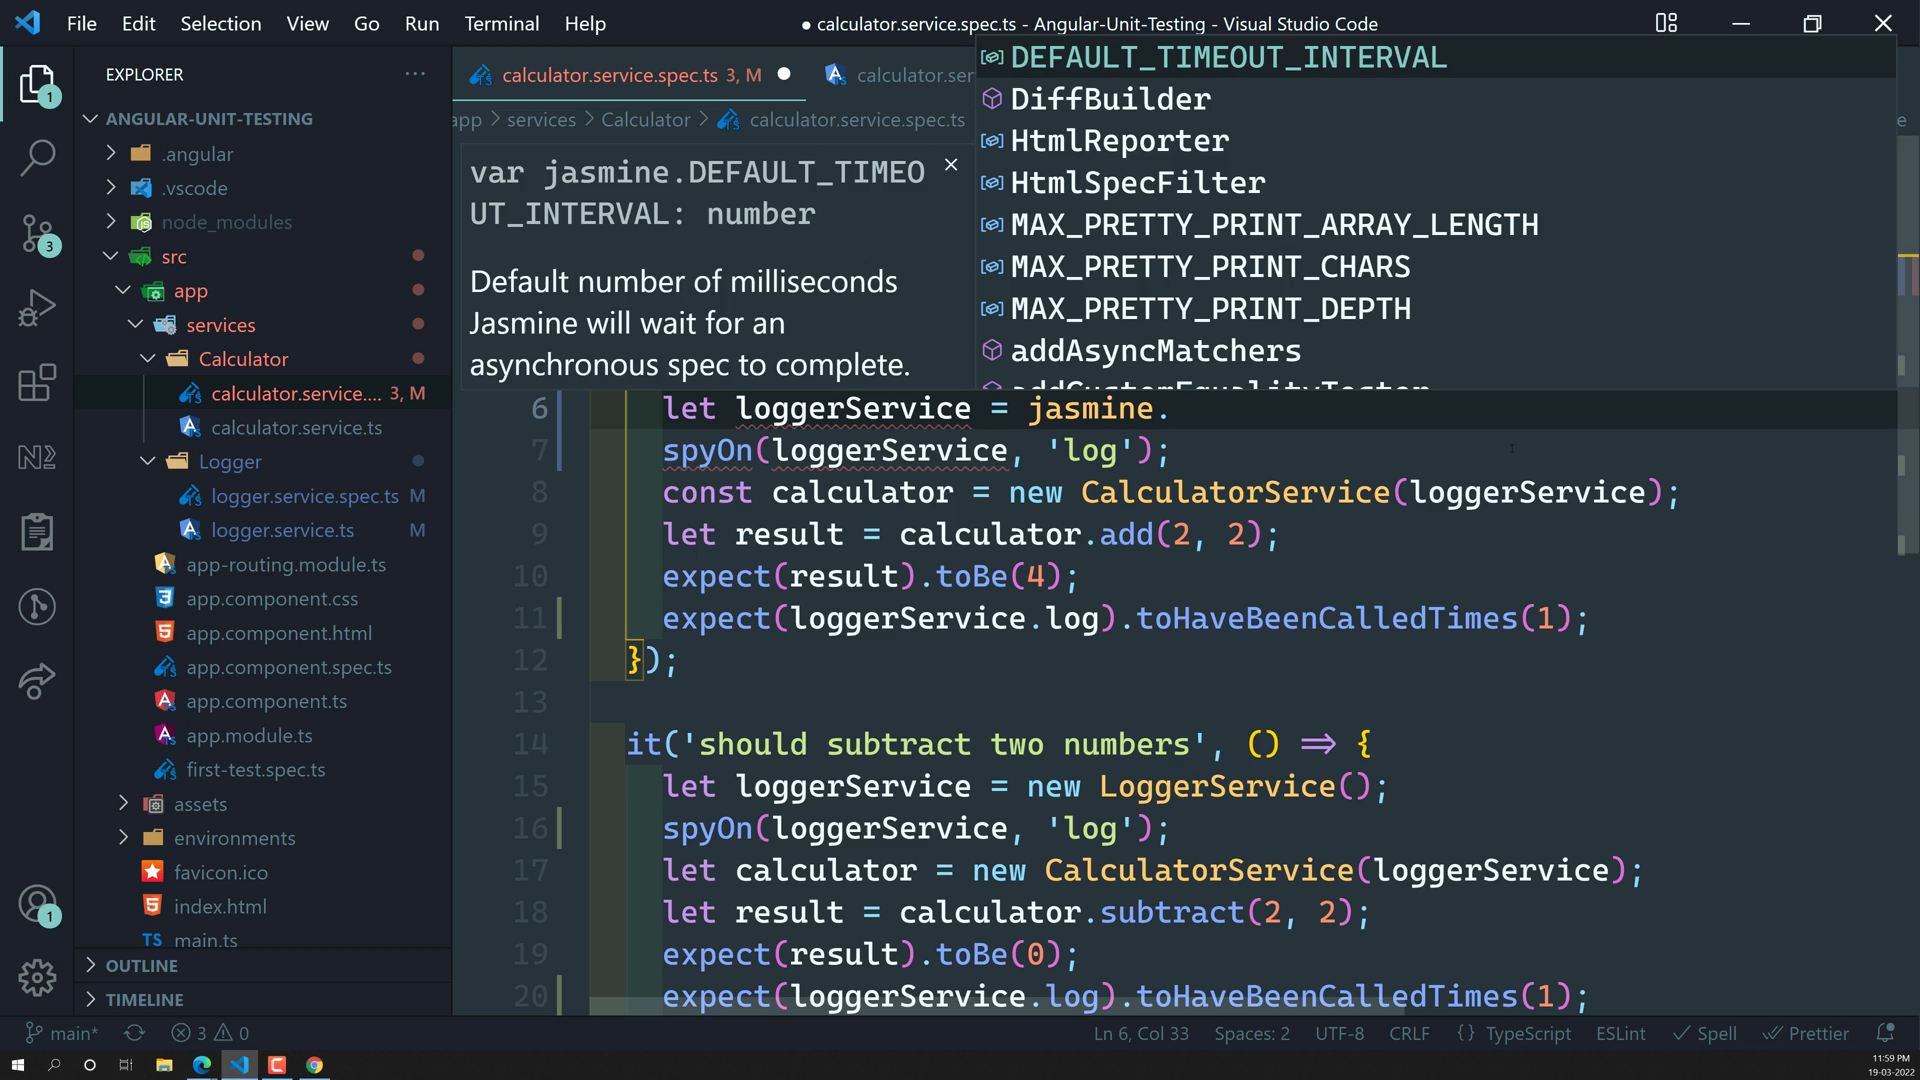 File Edit Selection View Go Run Terminal Help
● calculator.service.spec.ts - Angular-Unit-Testing - Visual Studio Code
EXPLORER
ANGULAR-UNIT-TESTING
.angular
.vscode
node_modules
src
app
services
Calculator
calculator.service.... 3, M
calculator.service.ts
Logger
logger.service.spec.ts M
logger.service.ts M
app-routing.module.ts
app.component.css
app.component.html
app.component.spec.ts
app.component.ts
app.module.ts
first-test.spec.ts
assets
environments
favicon.ico
index.html
TS main.ts
OUTLINE
TIMELINE
1
3
1
calculator.service.spec.ts 3, M
calculator.ser
app > services > Calculator > calculator.service.spec.ts
var jasmine.DEFAULT_TIMEO
UT_INTERVAL: number
Default number of milliseconds
Jasmine will wait for an
asynchronous spec to complete.
DEFAULT_TIMEOUT_INTERVAL
DiffBuilder
HtmlReporter
HtmlSpecFilter
MAX_PRETTY_PRINT_ARRAY_LENGTH
MAX_PRETTY_PRINT_CHARS
MAX_PRETTY_PRINT_DEPTH
addAsyncMatchers
addCustomEqualityTester
6 let loggerService = jasmine.
7 spyOn(loggerService, 'log');
8 const calculator = new CalculatorService(loggerService);
9 let result = calculator.add(2, 2);
10 expect(result).toBe(4);
11 expect(loggerService.log).toHaveBeenCalledTimes(1);
12 });
13
14 it('should subtract two numbers', () => {
15 let loggerService = new LoggerService();
16 spyOn(loggerService, 'log');
17 let calculator = new CalculatorService(loggerService);
18 let result = calculator.subtract(2, 2);
19 expect(result).toBe(0);
20 expect(loggerService.log).toHaveBeenCalledTimes(1);
main* 3 0 Ln 6, Col 33 Spaces: 2 UTF-8 CRLF {} TypeScript ESLint Spell Prettier
11:59 PM
19-03-2022